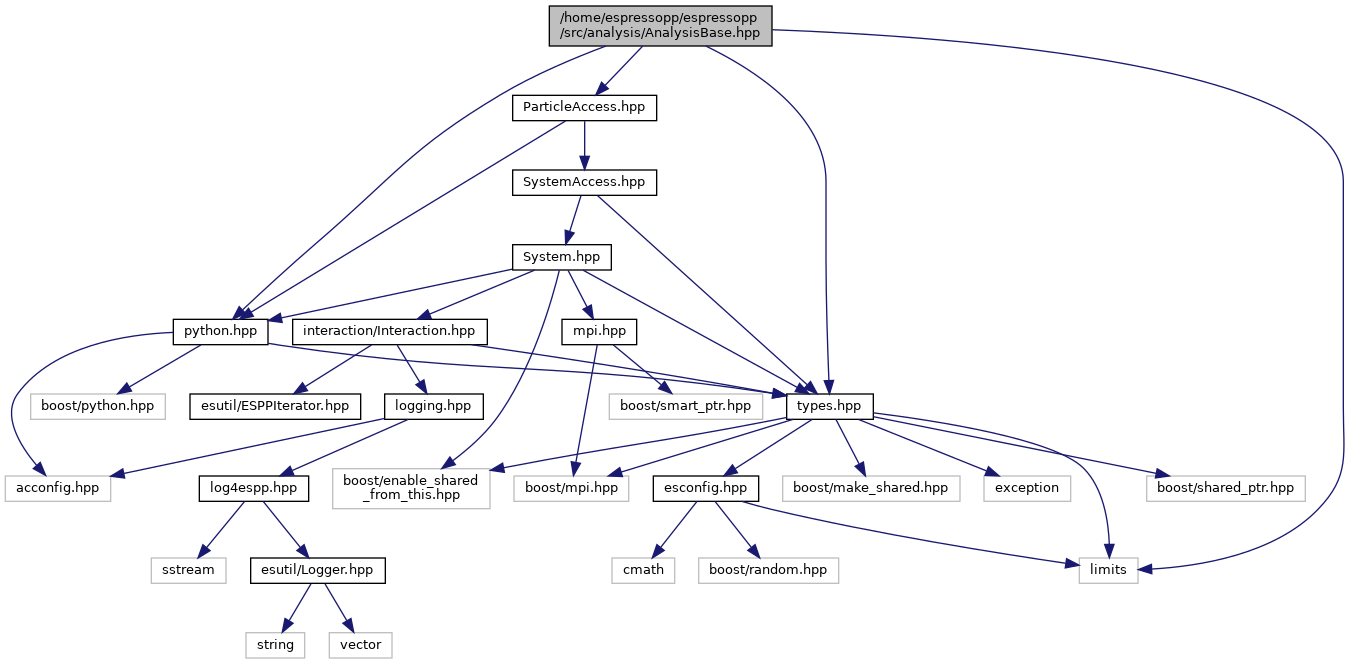 /home/espressopp/espressopp
/src/analysis/AnalysisBase.hpp
ParticleAccess.hpp
SystemAccess.hpp
System.hpp
python.hpp
interaction/Interaction.hpp
mpi.hpp
boost/python.hpp
esutil/ESPPIterator.hpp
logging.hpp
boost/smart_ptr.hpp
types.hpp
acconfig.hpp
log4espp.hpp
boost/enable_shared
_from_this.hpp
boost/mpi.hpp
esconfig.hpp
boost/make_shared.hpp
exception
boost/shared_ptr.hpp
sstream
esutil/Logger.hpp
cmath
boost/random.hpp
limits
string
vector